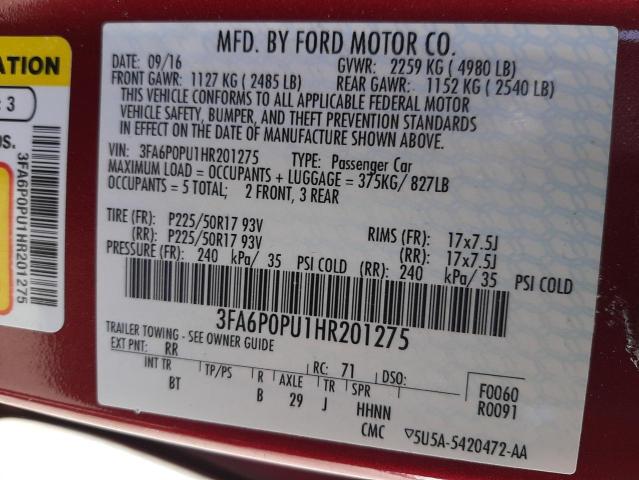 ATION
: 3
DS.
3FA6P0PU1HR201275
MFD. BY FORD MOTOR CO.
DATE: 09/16 GVWR: 2259 KG ( 4980 LB)
FRONT GAWR: 1127 KG ( 2485 LB) REAR GAWR: 1152 KG ( 2540 LB)
THIS VEHICLE CONFORMS TO ALL APPLICABLE FEDERAL MOTOR
VEHICLE SAFETY, BUMPER, AND THEFT PREVENTION STANDARDS
IN EFFECT ON THE DATE OF MANUFACTURE SHOWN ABOVE.
VIN: 3FA6P0PU1HR201275 TYPE: Passenger Car
MAXIMUM LOAD = OCCUPANTS + LUGGAGE = 375KG/ 827LB
OCCUPANTS = 5 TOTAL; 2 FRONT, 3 REAR
TIRE (FR): P225/50R17 93V RIMS (FR): 17x7.5J
(RR): P225/50R17 93V (RR): 17x7.5J
PRESSURE (FR): 240 kPa/ 35 PSI COLD (RR): 240 kPa/ 35 PSI COLD
3FA6P0PU1HR201275
TRAILER TOWING - SEE OWNER GUIDE
EXT PNT: RR RC: 71 DSO:
INT TR TP/PS R AXLE TR SPR F0060
BT B 29 J HHNN R0091
CMC 5U5A-5420472-AA